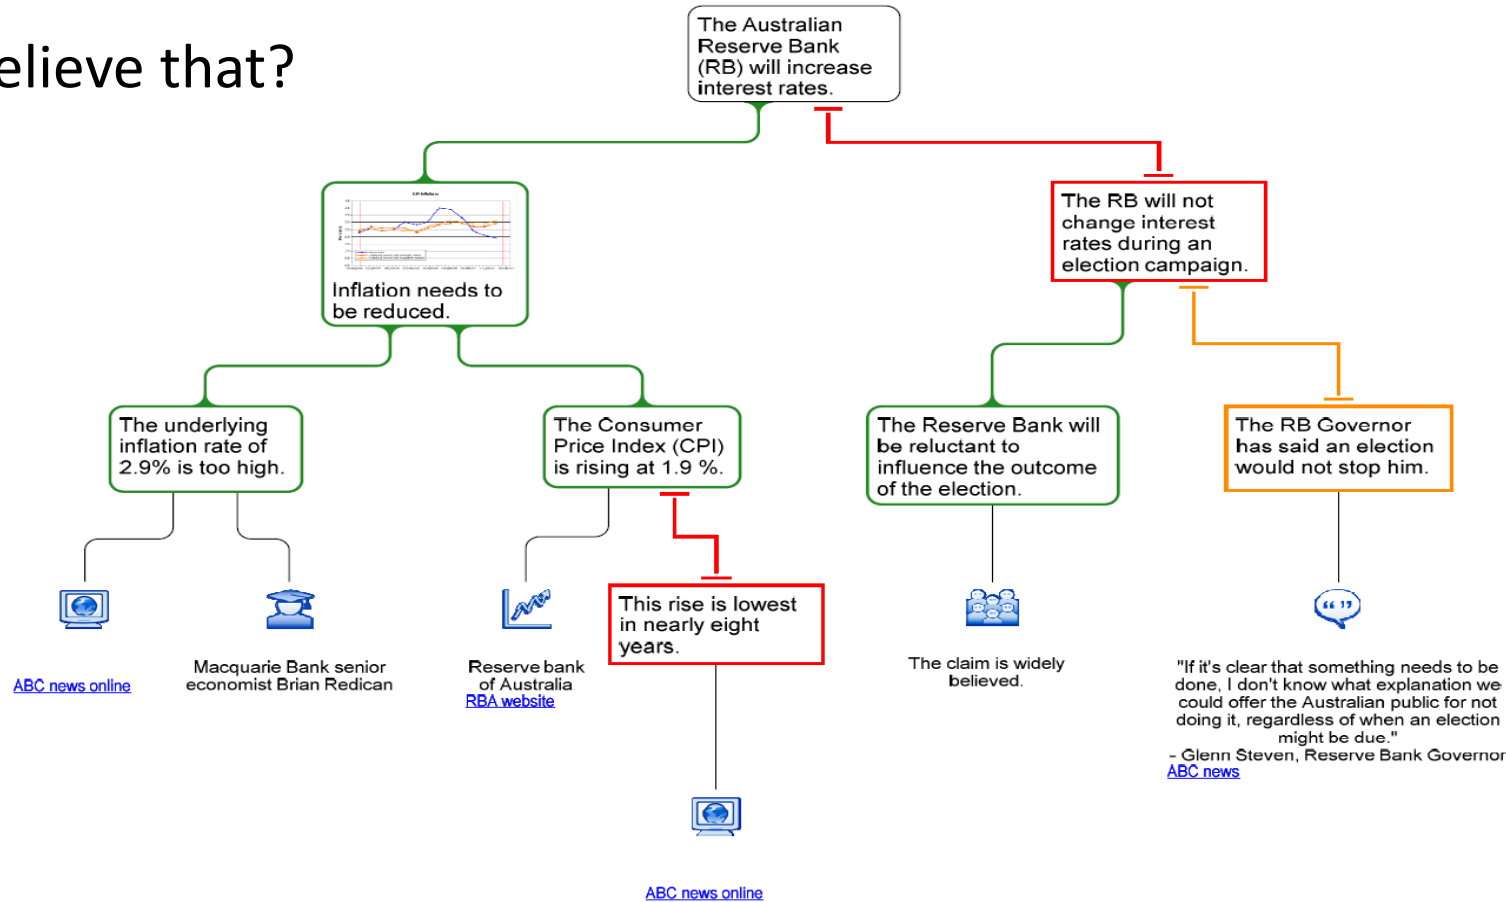 elieve that?
The Australian
Reserve Bank
(RB) will increase
interest rates.
CPI Inflation
Inflation needs to
be reduced.
The RB will not
change interest
rates during an
election campaign.
The underlying
inflation rate of
2.9% is too high.
The Consumer
Price Index (CPI)
is rising at 1.9 %.
The Reserve Bank will
be reluctant to
influence the outcome
of the election.
The RB Governor
has said an election
would not stop him.
ABC news online
Macquarie Bank senior
economist Brian Redican
Reserve bank
of Australia
RBA website
This rise is lowest
in nearly eight
years.
ABC news online
The claim is widely
believed.
"If it's clear that something needs to be
done, I don't know what explanation we
could offer the Australian public for not
doing it, regardless of when an election
might be due."
- Glenn Steven, Reserve Bank Governor
ABC news